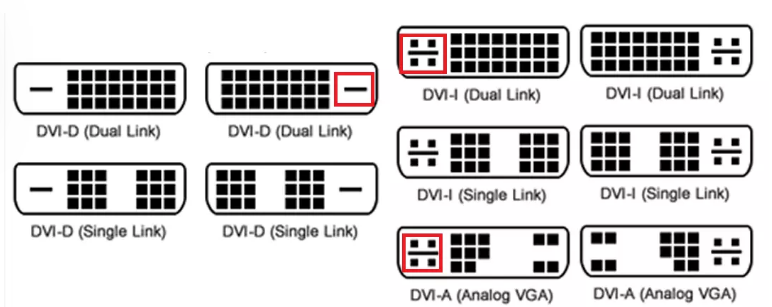 DVI-D (Dual Link)
DVI-D (Dual Link)
DVI-D (Single Link)
DVI-D (Single Link)
DVI-I (Dual Link)
DVI-I (Dual Link)
DVI-I (Single Link)
DVI-I (Single Link)
DVI-A (Analog VGA)
DVI-A (Analog VGA)